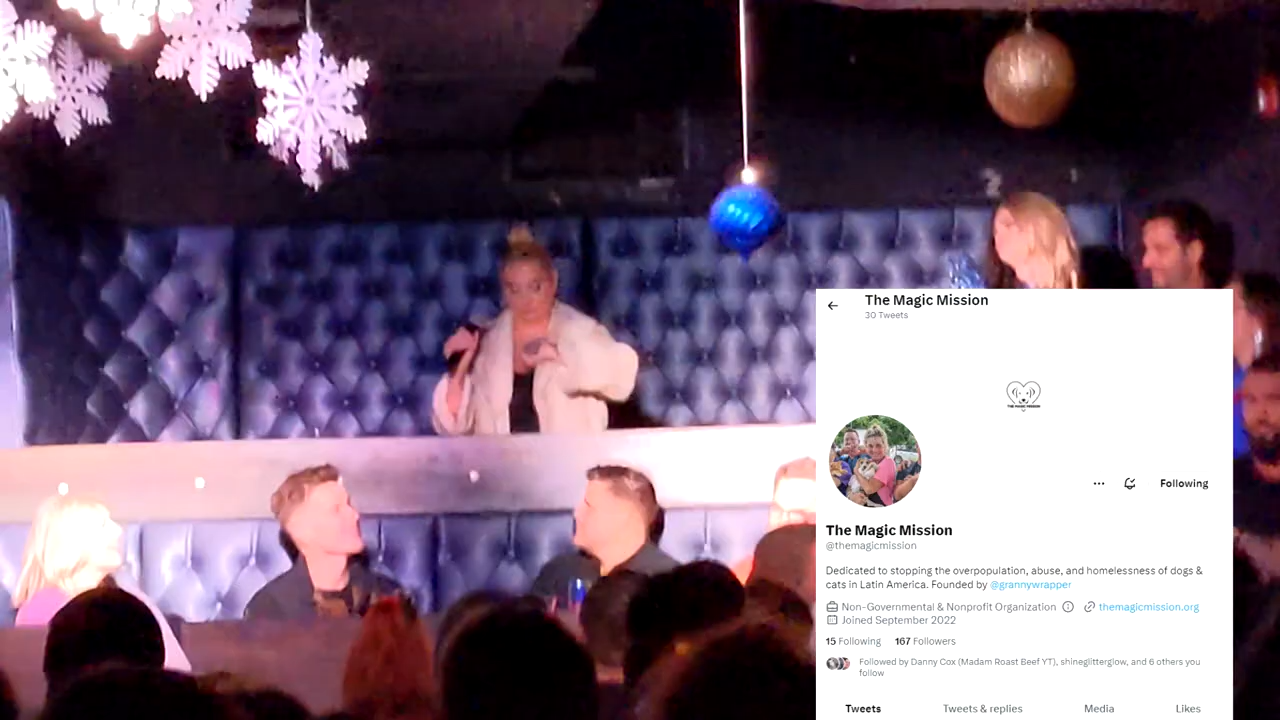 The Magic Mission
30 Tweets
THE MAGIC MISSION
Following
The Magic Mission
@themagicmission
Dedicated to stopping the overpopulation, abuse, and homelessness of dogs &
cats in Latin America. Founded by @grannywrapper
Non-Governmental & Nonprofit Organization themagicmission.org
Joined September 2022
15 Following 167 Followers
Followed by Danny Cox (Madam Roast Beef YT), shineglitterglow, and 6 others you
follow
Tweets Tweets & replies Media Likes